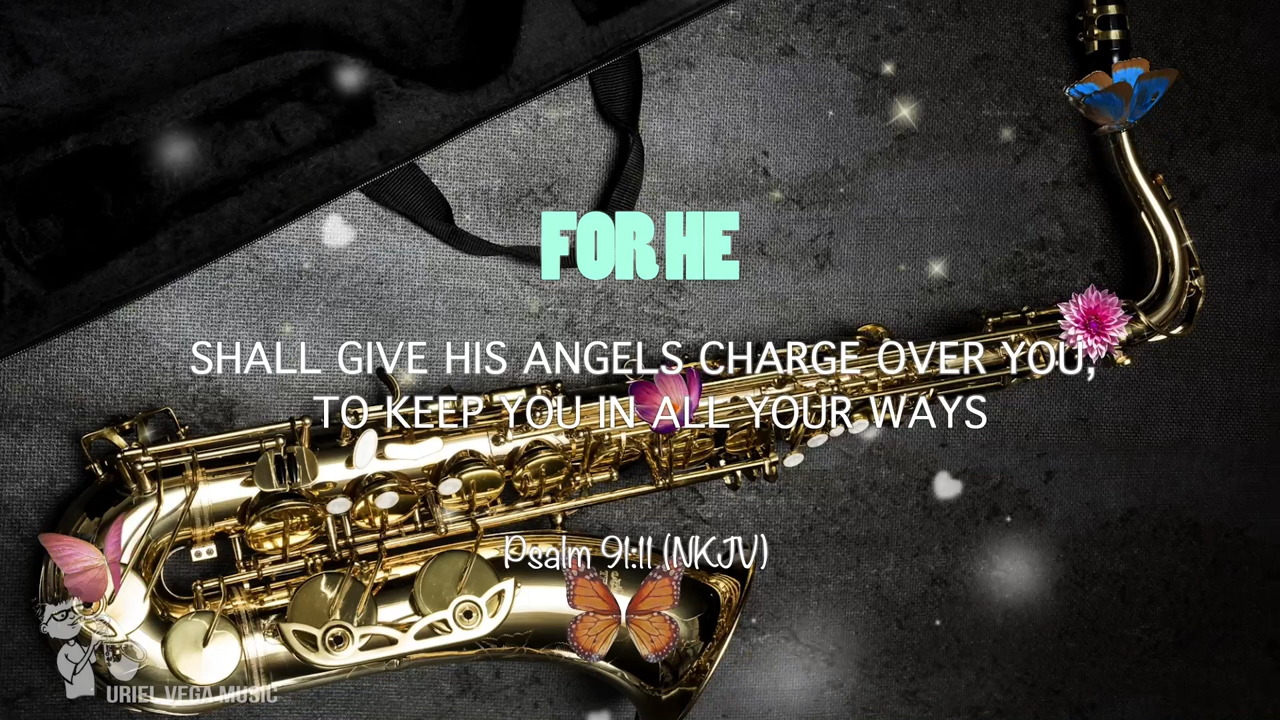 FOR HE
SHALL GIVE HIS ANGELS CHARGE OVER YOU,
TO KEEP YOU IN ALL YOUR WAYS
Psalm 91:11 (NKJV)
URIEL VEGA MUSIC